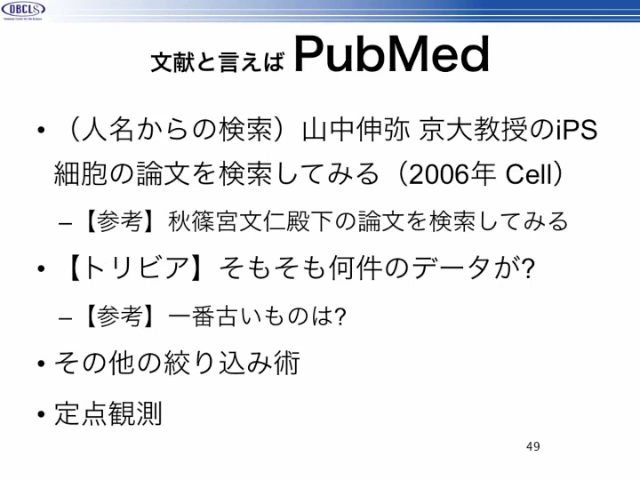 DBCLS
文献と言えば PubMed
• （人名からの検索）山中伸弥 京大教授のiPS
細胞の論文を検索してみる（2006年 Cell）
–【参考】秋篠宮文仁殿下の論文を検索してみる
• 【トリビア】そもそも何件のデータが?
–【参考】一番古いものは?
• その他の絞り込み術
• 定点観測
49